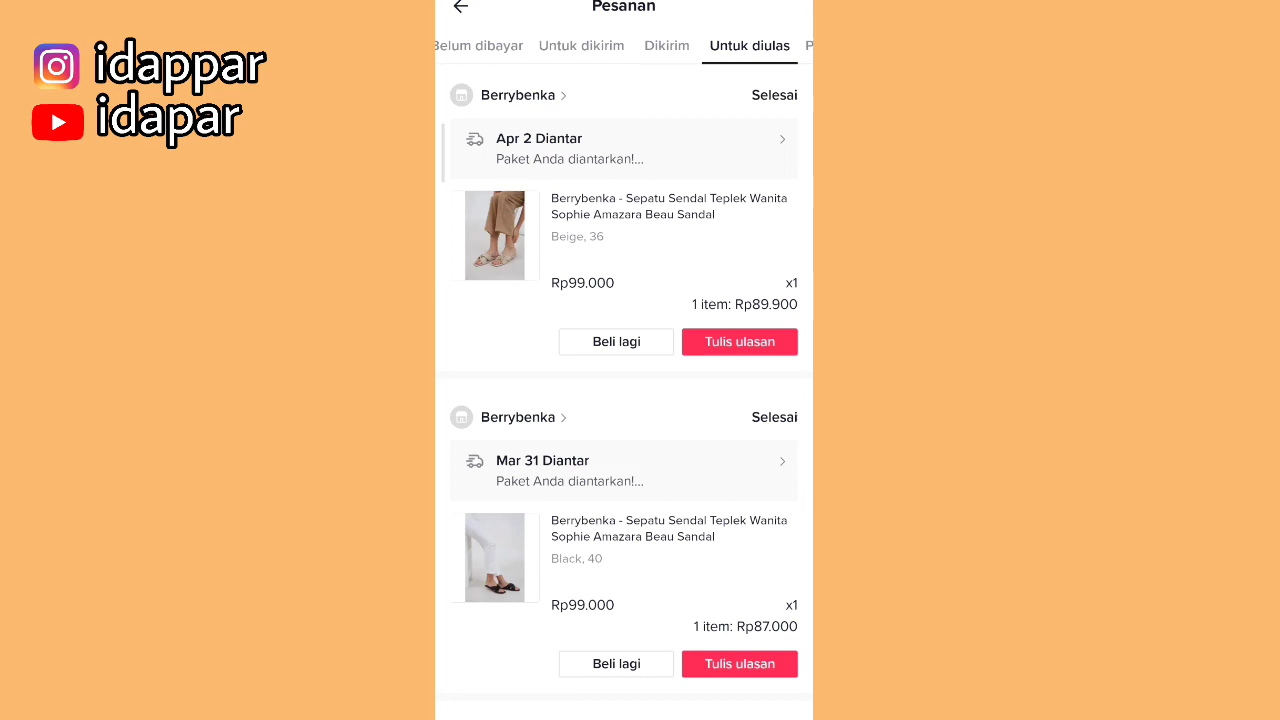 idappar
idapar
Pesanan
Belum dibayar Untuk dikirim Dikirim Untuk diulas P
Berrybenka Selesai
Apr 2 Diantar
Paket Anda diantarkan!...
Berrybenka - Sepatu Sendal Teplek Wanita
Sophie Amazara Beau Sandal
Beige, 36
Rp99.000 x1
1 item: Rp89.900
Beli lagi Tulis ulasan
Berrybenka Selesai
Mar 31 Diantar
Paket Anda diantarkan!...
Berrybenka - Sepatu Sendal Teplek Wanita
Sophie Amazara Beau Sandal
Black, 40
Rp99.000 x1
1 item: Rp87.000
Beli lagi Tulis ulasan